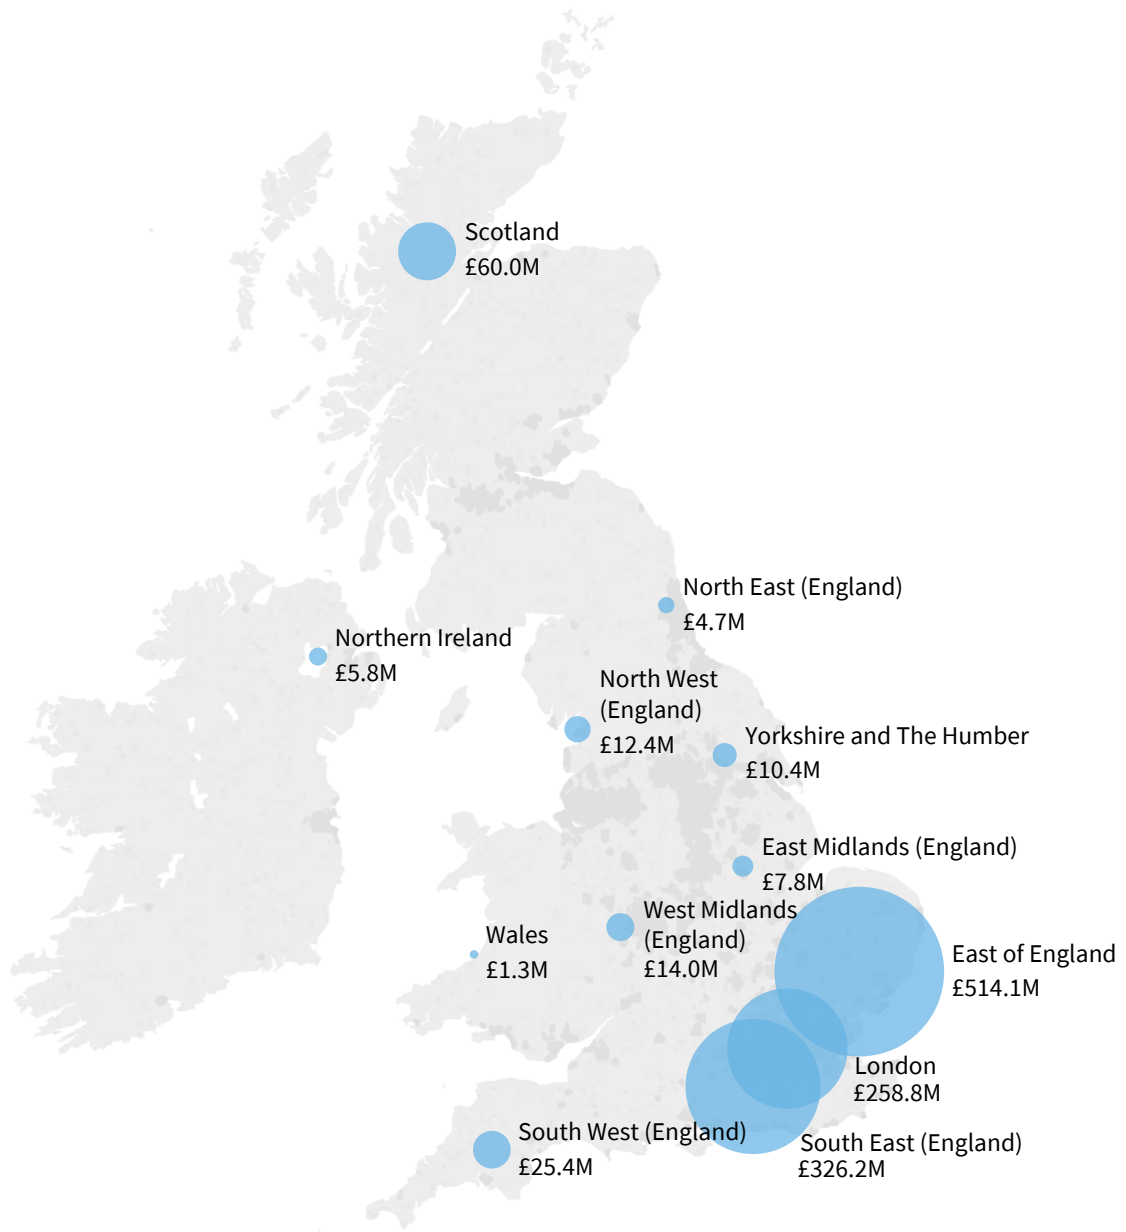 Scotland
£60.0M
North East (England)
£4.7M
Northern Ireland
£5.8M
North West
(England)
£12.4M
Yorkshire and The Humber
£10.4M
East Midlands (England)
£7.8M
West Midlands
(England)
£14.0M
Wales
£1.3M
East of England
£514.1M
London
£258.8M
South West (England)
£25.4M
South East (England)
£326.2M